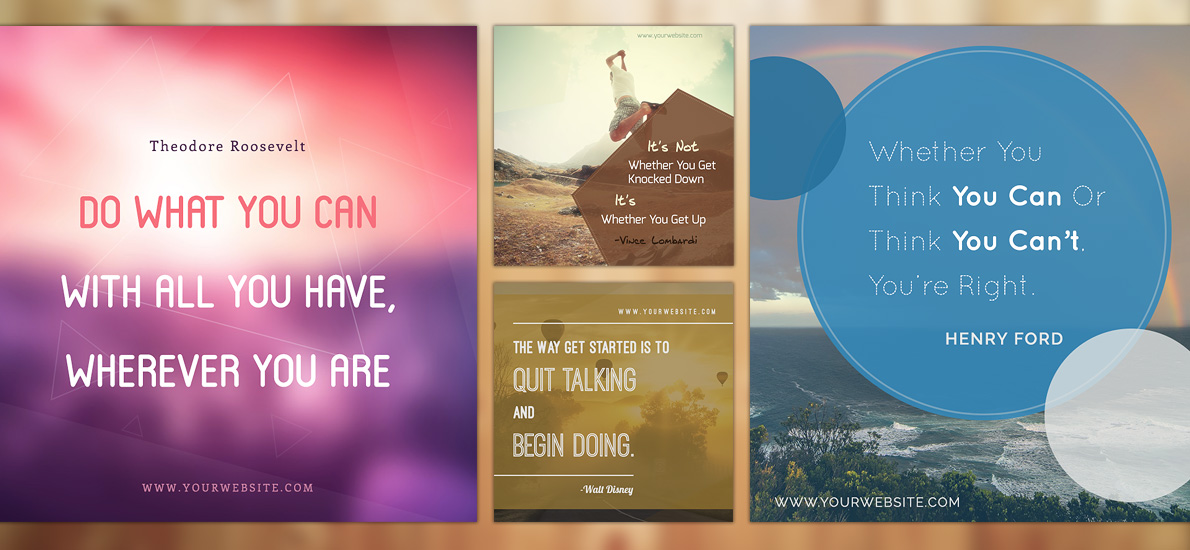 Theodore Roosevelt
DO WHAT YOU CAN
WITH ALL YOU HAVE,
WHEREVER YOU ARE
WWW.YOURWEBSITE.COM
www.yourwebsite.com
It's Not
Whether You Get
Knocked Down
It's
Whether You Get Up
-Vince Lombardi
WWW.YOURWEBSITE.COM
THE WAY GET STARTED IS TO
QUIT TALKING
AND
BEGIN DOING.
-Walt Disney
Whether You
Think You Can Or
Think You Can't,
You're Right.
HENRY FORD
WWW.YOURWEBSITE.COM